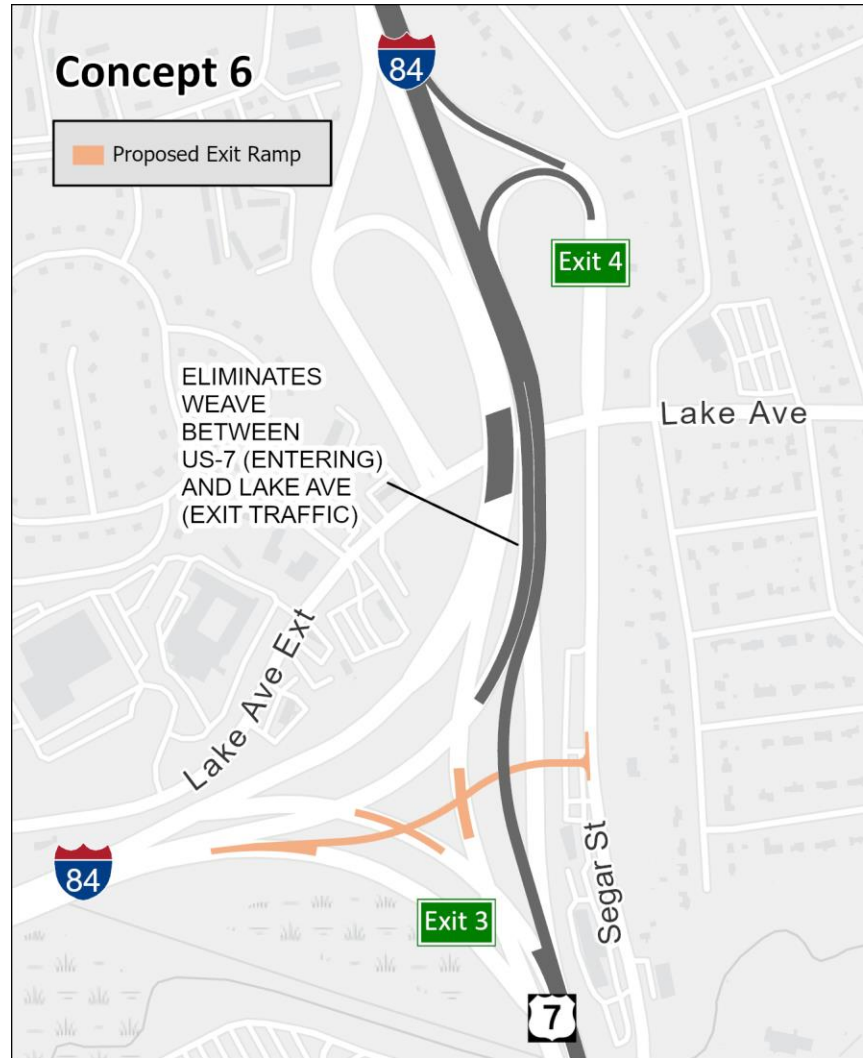 84
Concept 6
Proposed Exit Ramp
Exit 4
ELIMINATES
WEAVE
BETWEEN
US-7 (ENTERING)
AND LAKE AVE
(EXIT TRAFFIC)
Lake Ave
Lake Ave Ext
84
Exit 3
Segar St
7